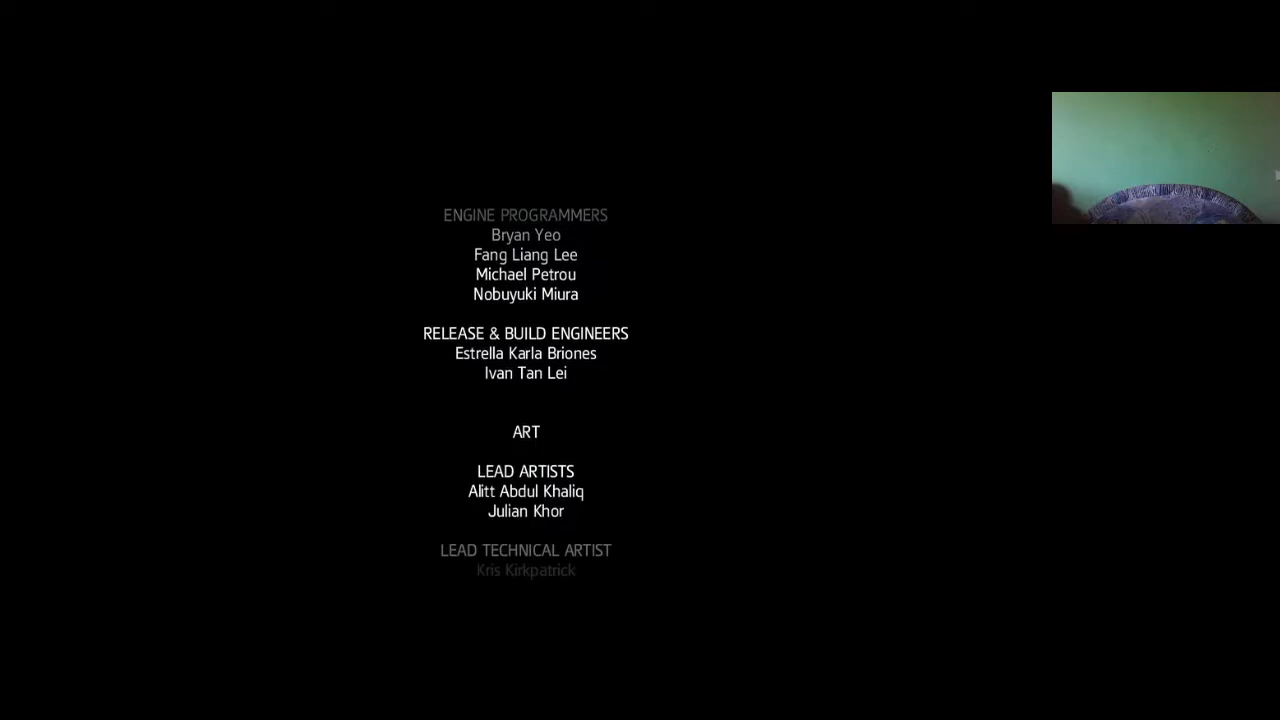 ENGINE PROGRAMMERS
Bryan Yeo
Fang Liang Lee
Michael Petrou
Nobuyuki Miura
RELEASE & BUILD ENGINEERS
Estrella Karla Briones
Ivan Tan Lei
ART
LEAD ARTISTS
Alitt Abdul Khaliq
Julian Khor
LEAD TECHNICAL ARTIST
Kris Kirkpatrick